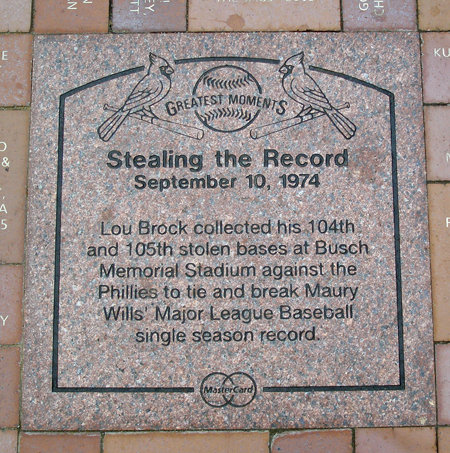 GREATEST MOMENTS
Stealing the Record
September 10, 1974
Lou Brock collected his 104th
and 105th stolen bases at Busch
Memorial Stadium against the
Phillies to tie and break Maury
Wills' Major League Baseball
single season record.
MasterCard